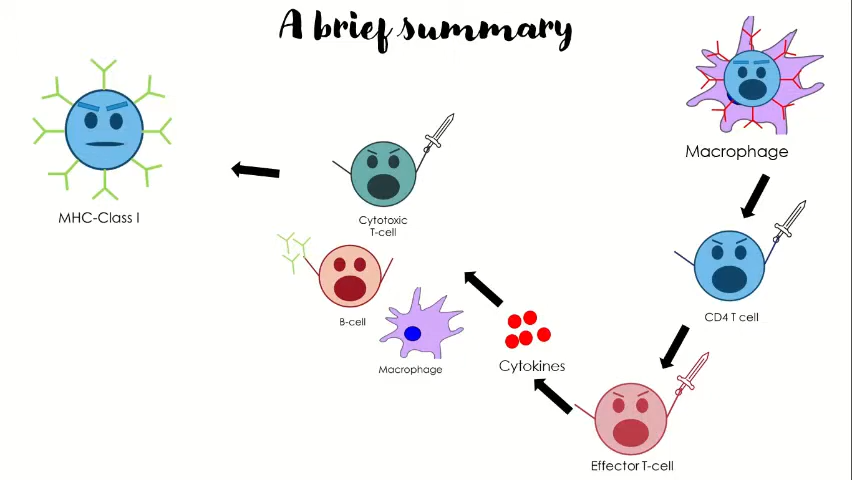 A brief summary
Macrophage
MHC-Class I
Cytotoxic
T-cell
CD4 T cell
B-cell
Macrophage
Cytokines
Effector T-cell